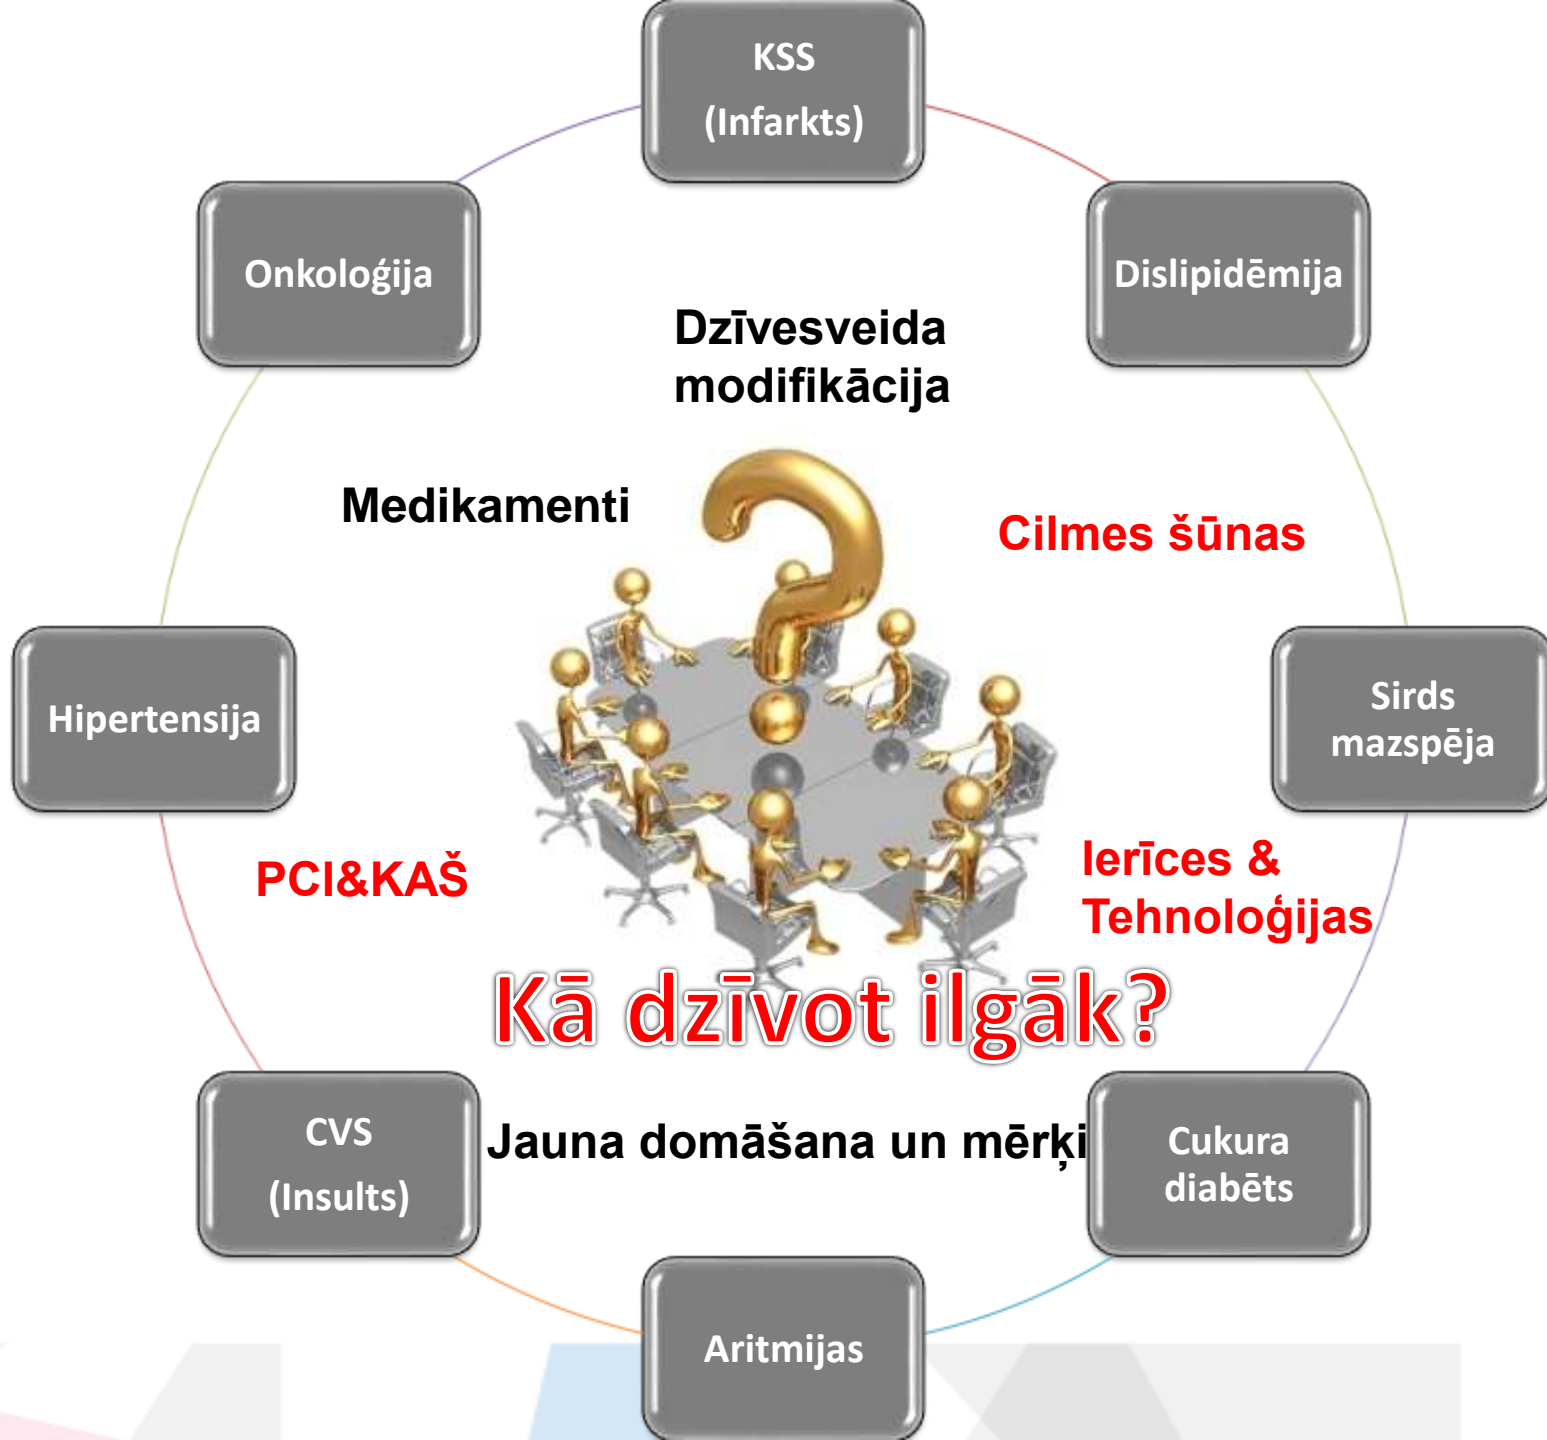 KSS
(Infarkts)
Onkoloģija
Dislipidēmija
Dzīvesveida
modifikācija
Medikamenti
Cilmes šūnas
Hipertensija
Sirds
mazspēja
PCI&KAŠ
Ierīces &
Tehnoloģijas
Kā dzīvot ilgāk?
CVS
(Insults)
Jauna domāšana un mērķi
Cukura
diabēts
Aritmijas